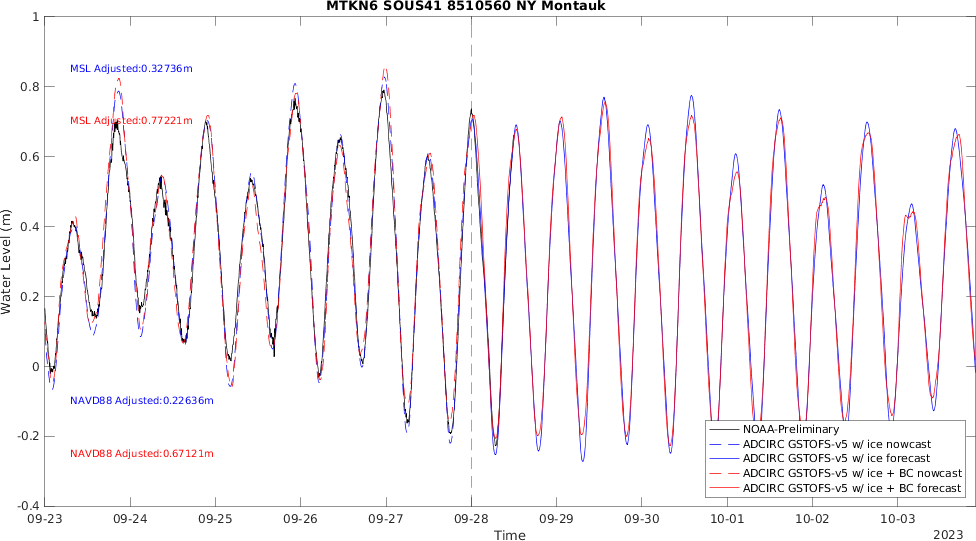 MTKN6 SOUS41 8510560 NY Montauk
Water Level (m)
1
0.8
0.6
0.4
0.2
0
-0.2
-0.4
MSL Adjusted:0.32736m
MSL Adjusted:0.77221m
NAVD88 Adjusted:0.22636m
NAVD88 Adjusted:0.67121m
NOAA-Preliminary
ADCIRC GSTOFS-v5 w/ ice nowcast
ADCIRC GSTOFS-v5 w/ ice forecast
ADCIRC GSTOFS-v5 w/ ice + BC nowcast
ADCIRC GSTOFS-v5 w/ ice + BC forecast
09-23 09-24 09-25 09-26 09-27 09-28 09-29 09-30 10-01 10-02 10-03
Time
2023